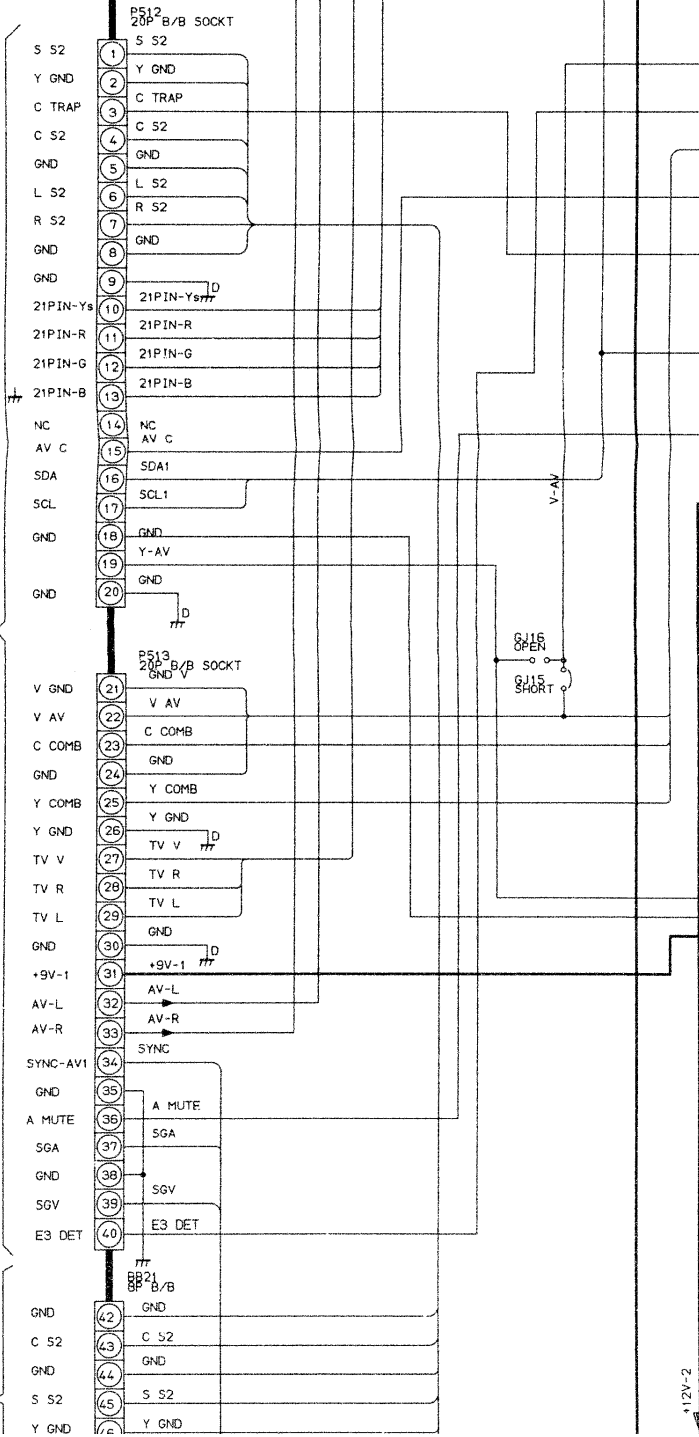 P512
20P B/B SOCKT
S S2 1 S S2
Y GND 2 Y GND
C TRAP 3 C TRAP
C S2 4 C S2
GND 5 GND
L S2 6 L S2
R S2 7 R S2
GND 8 GND
GND 9 D
21PIN-Ys 10 21PIN-Ys
21PIN-R 11 21PIN-R
21PIN-G 12 21PIN-G
21PIN-B 13 21PIN-B
NC 14 NC
AV C 15 AV C
SDA 16 SDA1
SCL 17 SCL1
V-AV
GND 18 GND
19 Y-AV
GND 20 GND
D
GJ16
OPEN
GJ15
SHORT
P513
20P B/B SOCKT
V GND 21 GND V
V AV 22 V AV
C COMB 23 C COMB
GND 24 GND
Y COMB 25 Y COMB
Y GND 26 Y GND D
TV V 27 TV V
TV R 28 TV R
TV L 29 TV L
GND 30 GND D
+9V-1 31 +9V-1
AV-L 32 AV-L
AV-R 33 AV-R
SYNC-AV1 34 SYNC
GND 35
A MUTE 36 A MUTE
SGA 37 SGA
GND 38
SGV 39 SGV
E3 DET 40 E3 DET
8P B/B
GND 42 GND
C S2 43 C S2
GND 44 GND
S S2 45 S S2
Y GND 46 Y GND
+12V-2